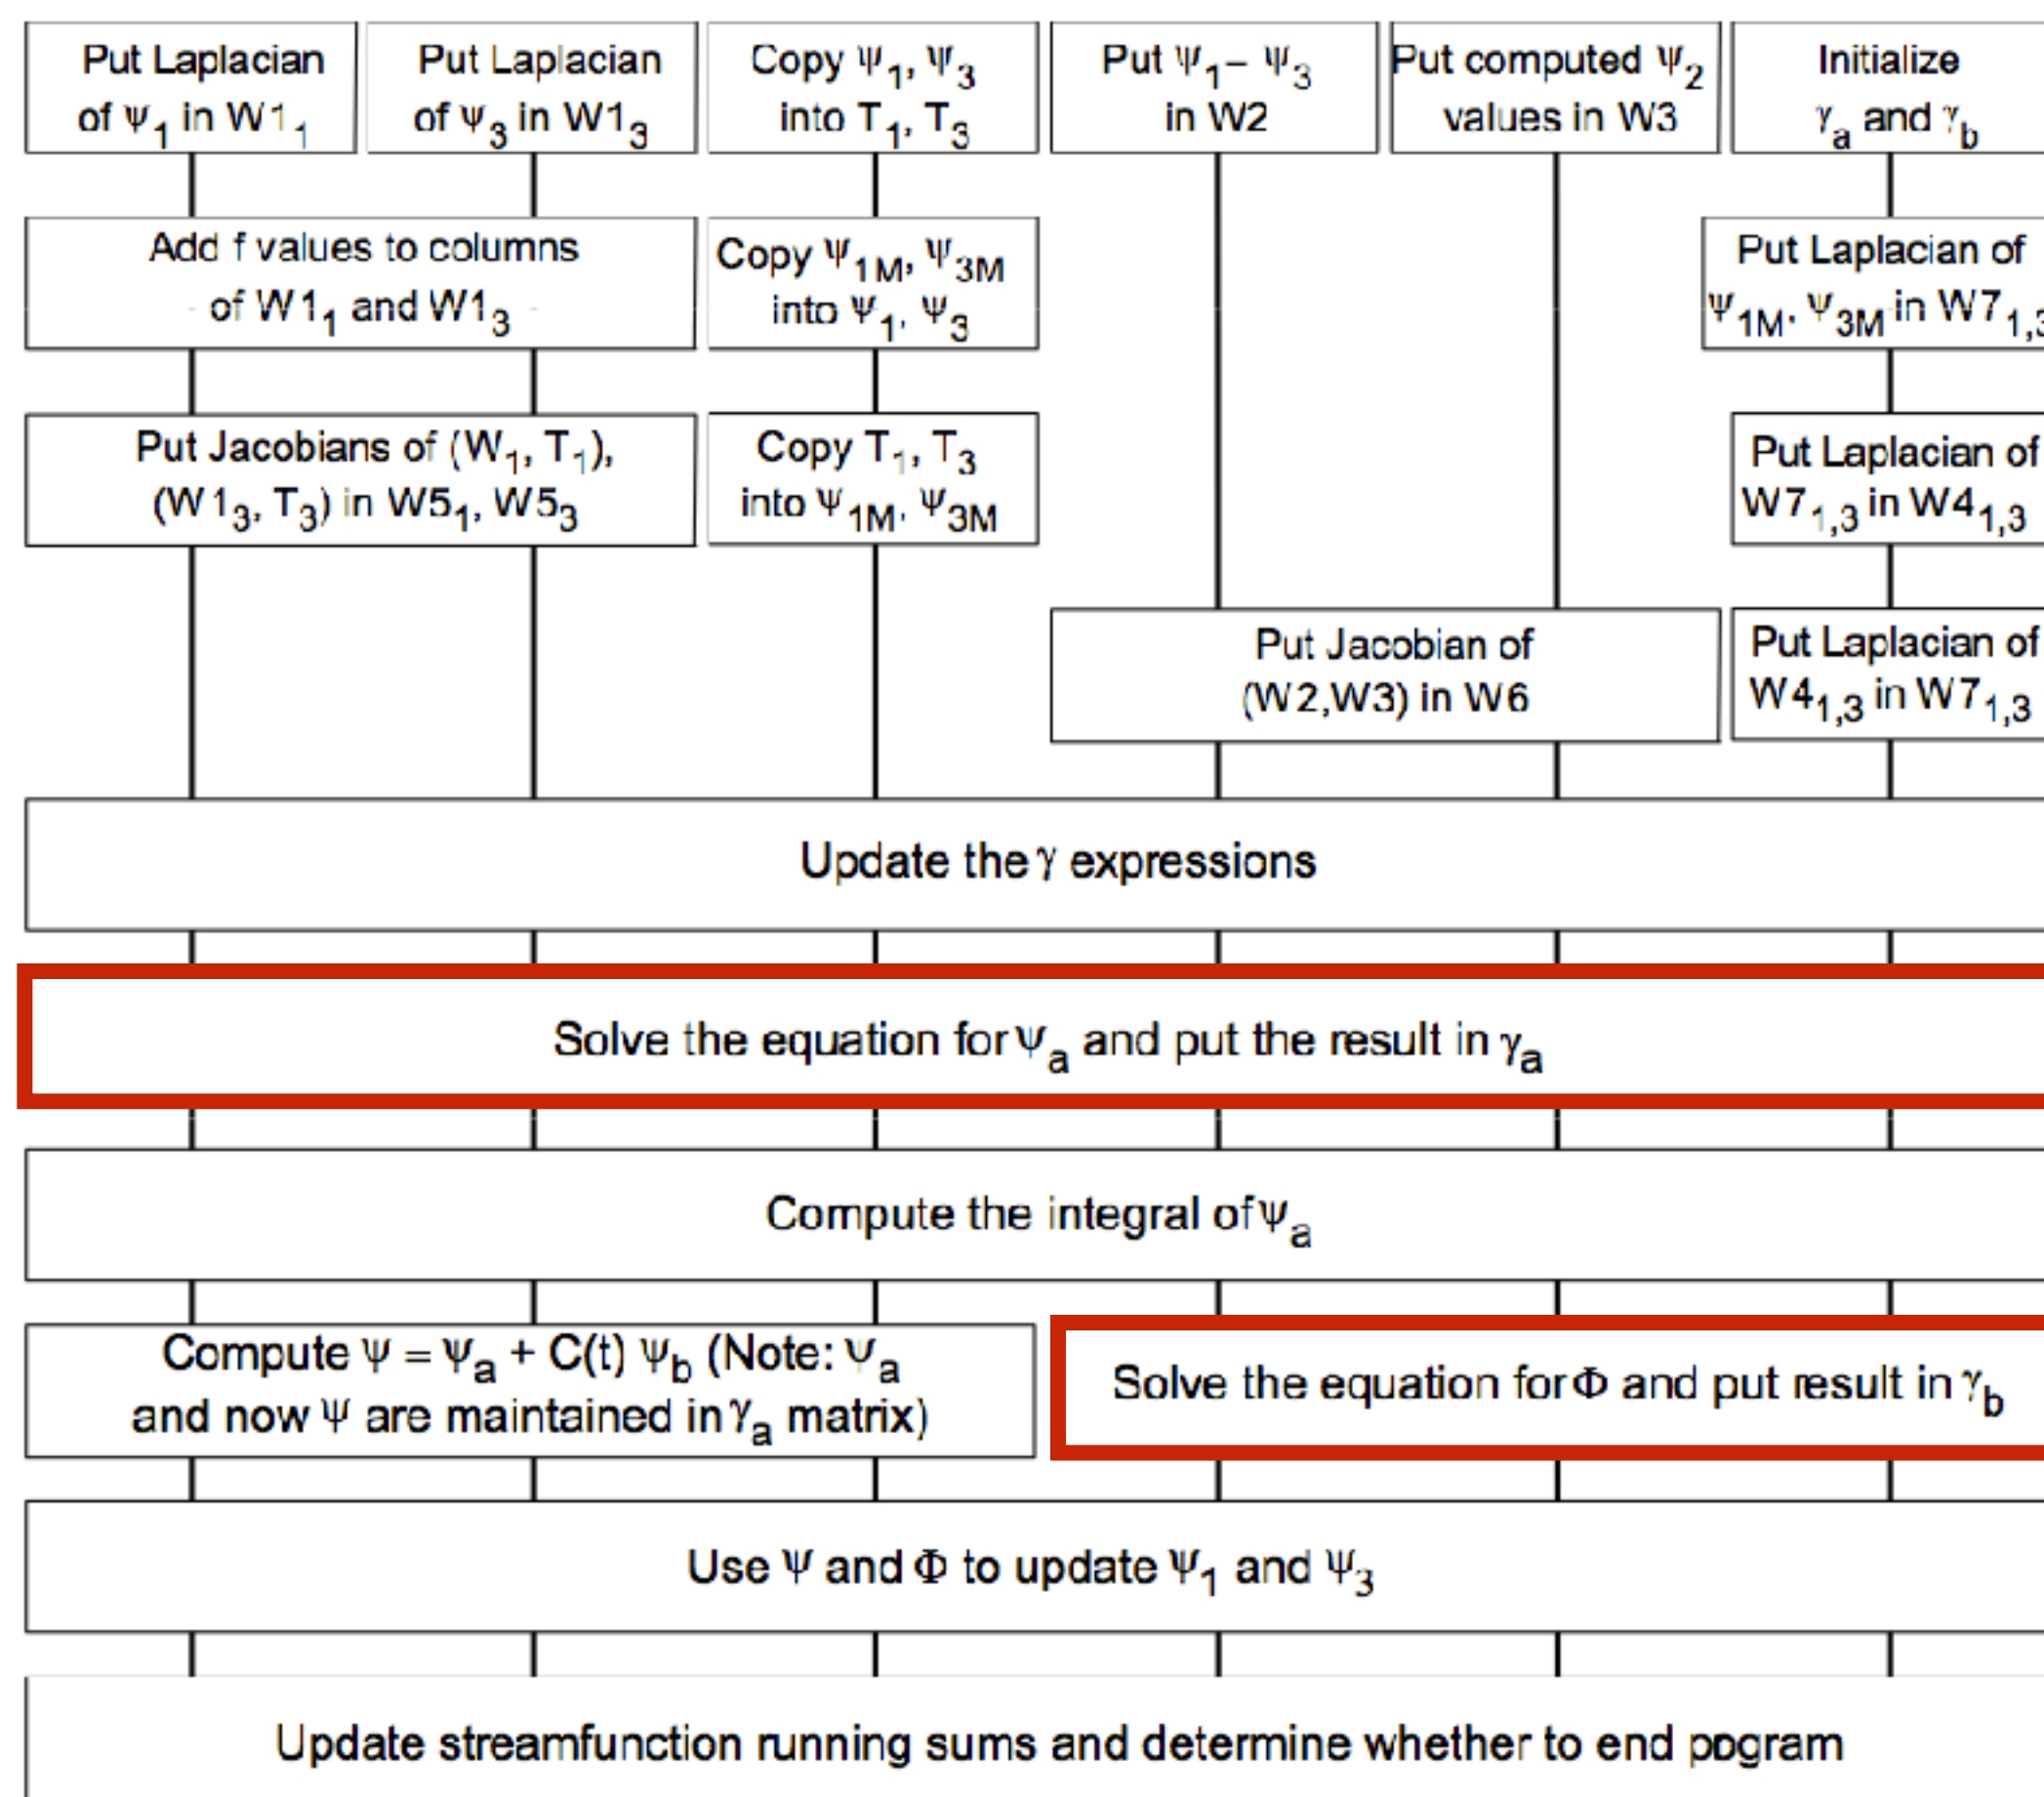 Put Laplacian
of Ψ1 in W11
Put Laplacian
of Ψ3 in W13
Copy Ψ1, Ψ3
into T1, T3
Put Ψ1– Ψ3
in W2
Put computed Ψ2
values in W3
Initialize
γa and γb
Add f values to columns
of W11 and W13
Copy Ψ1M, Ψ3M
into Ψ1, Ψ3
Put Laplacian of
Ψ1M, Ψ3M in W71,3
Put Jacobians of (W1, T1),
(W13, T3) in W51, W53
Copy T1, T3
into Ψ1M, Ψ3M
Put Laplacian of
W71,3 in W41,3
Put Jacobian of
(W2,W3) in W6
Put Laplacian of
W41,3 in W71,3
Update the γ expressions
Solve the equation for Ψa and put the result in γa
Compute the integral of Ψa
Compute Ψ = Ψa + C(t) Ψb (Note: Ψa
and now Ψ are maintained in γa matrix)
Solve the equation for Φ and put result in γb
Use Ψ and Φ to update Ψ1 and Ψ3
Update streamfunction running sums and determine whether to end pogram